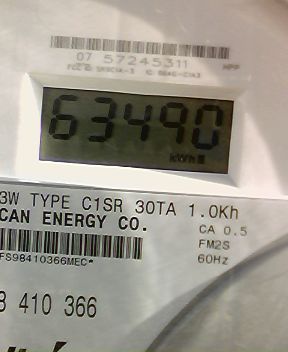 07 57245311
HPP
63490
kWh
3W TYPE C1SR 30TA 1.0Kh
CAN ENERGY CO.
CA 0.5
FM2S
FS98410366MEC*
60Hz
8 410 366